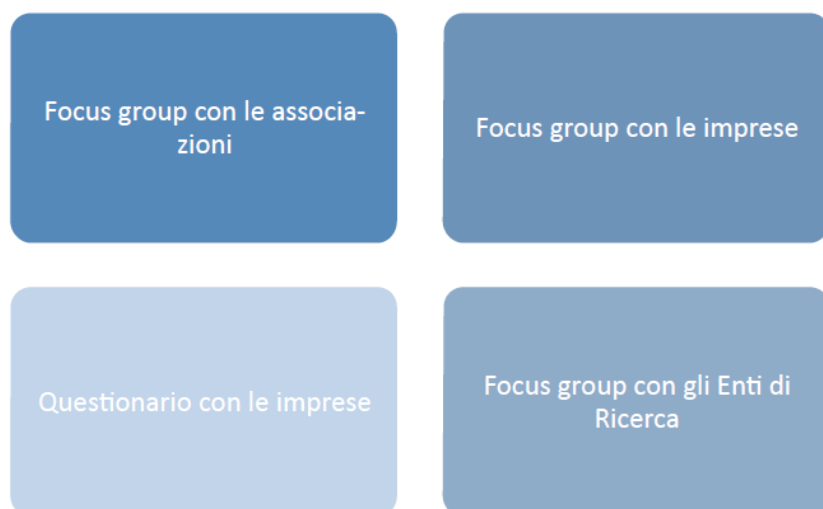 Focus group con le associa-
zioni
Focus group con le imprese
Questionario con le imprese
Focus group con gli Enti di
Ricerca